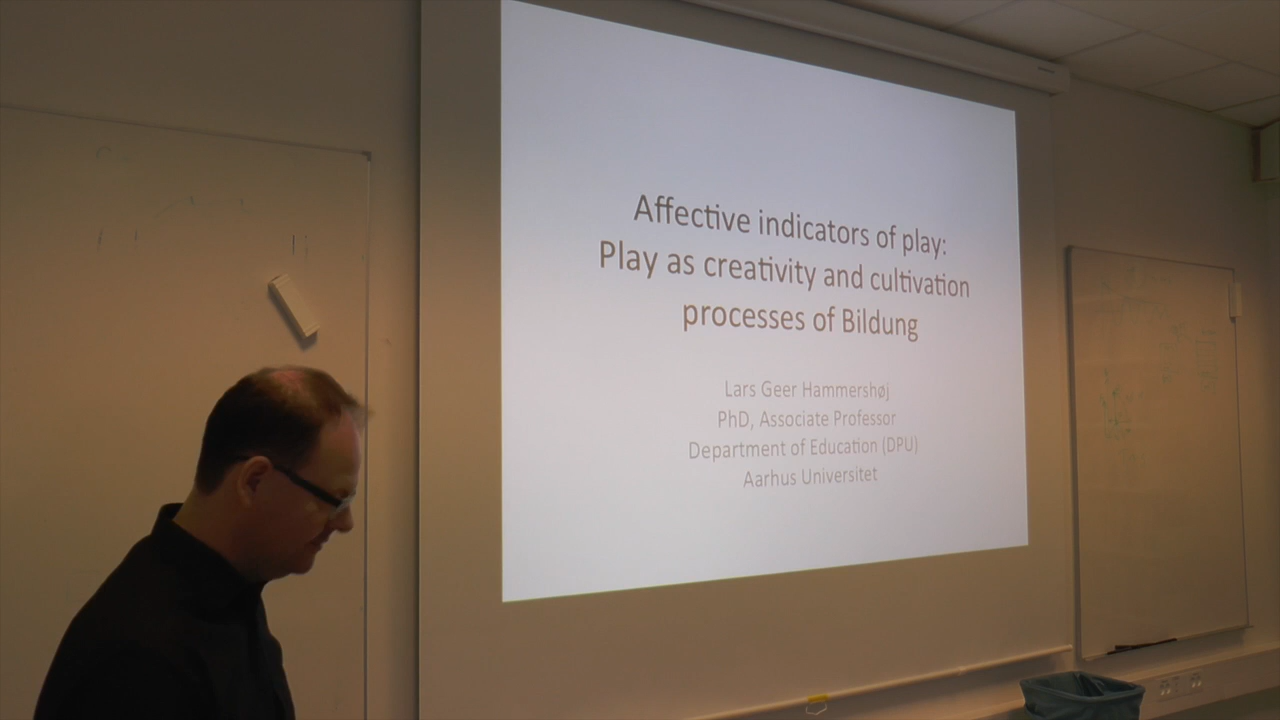 Affective indicators of play:
Play as creativity and cultivation
processes of Bildung
Lars Geer Hammershøj
PhD, Associate Professor
Department of Education (DPU)
Aarhus Universitet